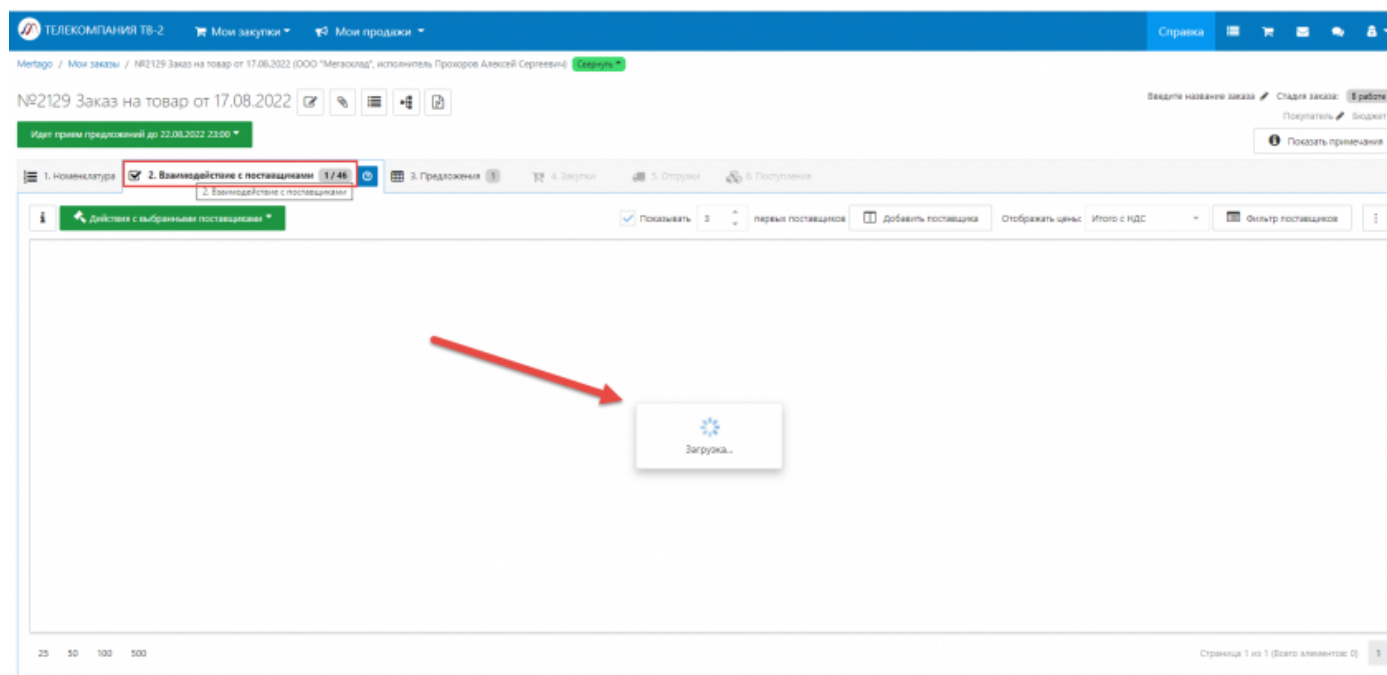 ТЕЛЕКОМПАНИЯ ТВ-2 Мои закупки Мои продажи Справка
Mertago / Мои заказы / №2129 Заказ на товар от 17.08.2022 (ООО "Мегасклад", исполнитель Прохоров Алексей Сергеевич) Свернуть
№2129 Заказ на товар от 17.08.2022
Введите название заказа Стадия заказа: В работе
Покупатель Бюджет
Идет прием предложений до 22.08.2022 23:00
Показать примечания
1. Номенклатура 2. Взаимодействие с поставщиками 1 / 46 3. Предложения 1 4. Закупки 5. Отгрузки 6. Поступления
2. Взаимодействие с поставщиками
i Действия с выбранными поставщиками Показывать 3 первых поставщиков Добавить поставщика Отображать цены: Итого с НДС Фильтр поставщиков
Загрузка...
25 50 100 500 Страница 1 из 1 (Всего элементов: 0) 1